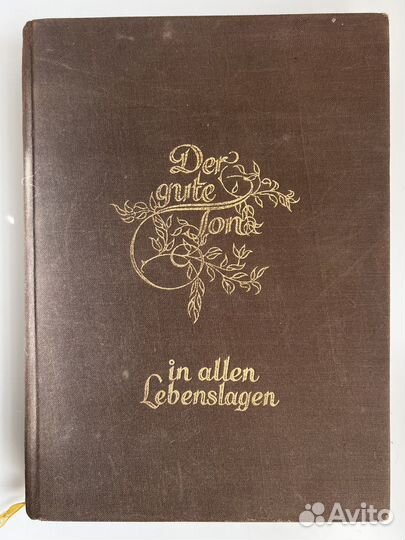 Der
gute
Ton
in allen
Lebenslagen
Avito